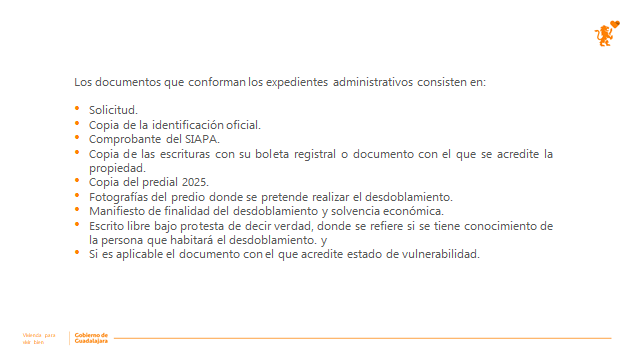 Los documentos que conforman los expedientes administrativos consisten en:
• Solicitud.
• Copia de la identificación oficial.
• Comprobante del SIAPA.
• Copia de las escrituras con su boleta registral o documento con el que se acredite la
propiedad.
• Copia del predial 2025.
• Fotografías del predio donde se pretende realizar el desdoblamiento.
• Manifiesto de finalidad del desdoblamiento y solvencia económica.
• Escrito libre bajo protesta de decir verdad, donde se refiere si se tiene conocimiento de
la persona que habitará el desdoblamiento. y
• Si es aplicable el documento con el que acredite estado de vulnerabilidad.
Vivienda para
vivir bien
Gobierno de
Guadalajara